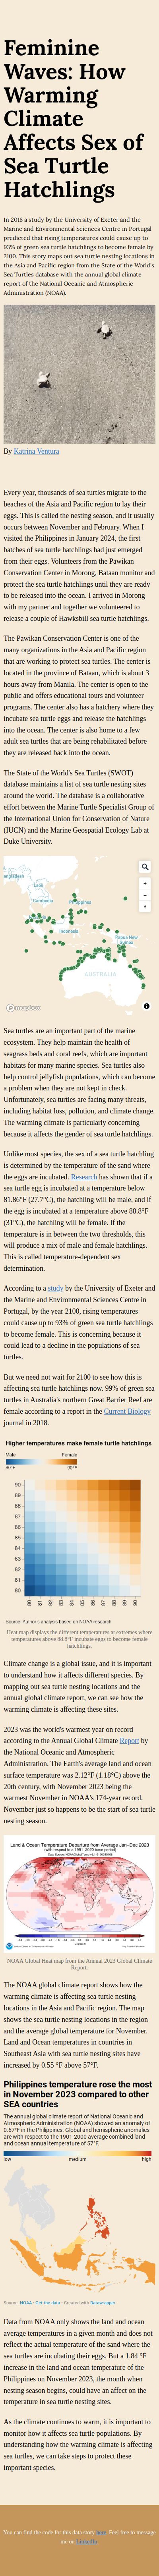 Feminine
Waves: How
Warming
Climate
Affects Sex of
Sea Turtle
Hatchlings
In 2018 a study by the University of Exeter and the
Marine and Environmental Sciences Centre in Portugal
predicted that rising temperatures could cause up to
93% of green sea turtle hatchlings to become female by
2100. This story maps out sea turtle nesting locations in
the Asia and Pacific region from the State of the World's
Sea Turtles database with the annual global climate
report of the National Oceanic and Atmospheric
Administration (NOAA).
By Katrina Ventura
Every year, thousands of sea turtles migrate to the
beaches of the Asia and Pacific region to lay their
eggs. This is called the nesting season, and it usually
occurs between November and February. When I
visited the Philippines in January 2024, the first
batches of sea turtle hatchlings had just emerged
from their eggs. Volunteers from the Pawikan
Conservation Center in Morong, Bataan monitor and
protect the sea turtle hatchlings until they are ready
to be released into the ocean. I arrived in Morong
with my partner and together we volunteered to
release a couple of Hawksbill sea turtle hatchlings.
The Pawikan Conservation Center is one of the
many organizations in the Asia and Pacific region
that are working to protect sea turtles. The center is
located in the province of Bataan, which is about 3
hours away from Manila. The center is open to the
public and offers educational tours and volunteer
programs. The center also has a hatchery where they
incubate sea turtle eggs and release the hatchlings
into the ocean. The center is also home to a few
adult sea turtles that are being rehabilitated before
they are released back into the ocean.
The State of the World's Sea Turtles (SWOT)
database maintains a list of sea turtle nesting sites
around the world. The database is a collaborative
effort between the Marine Turtle Specialist Group of
the International Union for Conservation of Nature
(IUCN) and the Marine Geospatial Ecology Lab at
Duke University.
Laos
Cambodia
Philippines
Indonesia
Papua New
Guinea
AUSTRALIA
mapbox
Sea turtles are an important part of the marine
ecosystem. They help maintain the health of
seagrass beds and coral reefs, which are important
habitats for many marine species. Sea turtles also
help control jellyfish populations, which can become
a problem when they are not kept in check.
Unfortunately, sea turtles are also facing many threats,
including habitat loss, pollution, and climate change.
The warming climate is particularly concerning
because it affects the gender of sea turtle hatchlings.
Unlike most species, the sex of a sea turtle hatchling
is determined by the temperature of the sand where
the eggs are incubated. Research has shown that if a
sea turtle egg is incubated at a temperature below
81.86°F (27.7°C), the hatchling will be male, and if
the egg is incubated at a temperature above 88.8°F
(31°C), the hatchling will be female. If the
temperature is in between the two thresholds, this
will produce a mix of male and female hatchlings.
This is called temperature-dependent sex
determination.
According to a study by the University of Exeter and
the Marine and Environmental Sciences Centre in
Portugal, by the year 2100, rising temperatures
could cause up to 93% of green sea turtle hatchlings
to become female. This is concerning because it
could lead to a decline in the populations of sea
turtles.
But we need not wait for 2100 to see how this is
affecting sea turtle hatchlings now. 99% of green sea
turtles in Australia's northern Great Barrier Reef are
female according to a report in the Current Biology
journal in 2018.
Higher temperatures make female turtle hatchlings
Male Female
80°F 90°F
90
89
88
87
86
85
84
83
82
81
80
80 81 82 83 84 85 86 87 88 89 90
Source: Author's analysis based on NOAA research
Heat map displays the different temperatures at extremes where
temperatures above 88.8°F incubate eggs to become female
hatchlings.
Climate change is a global issue, and it is important
to understand how it affects different species. By
mapping out sea turtle nesting locations and the
annual global climate report, we can see how the
warming climate is affecting these species.
2023 was the world's warmest year on record
according to the Annual Global Climate Report by
the National Oceanic and Atmospheric
Administration. The Earth's average land and ocean
surface temperature was 2.12°F (1.18°C) above the
20th century, with November 2023 being the
warmest November in NOAA's 174-year record.
November just so happens to be the start of sea turtle
nesting season.
Land & Ocean Temperature Departure from Average Jan–Dec 2023
(with respect to a 1991–2020 base period)
NOAA Global Heat map from the Annual 2023 Global Climate
Report.
The NOAA global climate report shows how the
warming climate is affecting sea turtle nesting
locations in the Asia and Pacific region. The map
shows the sea turtle nesting locations in the region
and the average global temperature for November.
Land and Ocean temperatures in countries in
Southeast Asia with sea turtle nesting sites have
increased by 0.55 °F above 57°F.
Philippines temperature rose the most
in November 2023 compared to other
SEA countries
The annual global climate report of National Oceanic and
Atmospheric Administration (NOAA) showed an anomaly of
0.67°F in the Philippines. Global and hemispheric anomalies
are with respect to the 1901-2000 average combined land
and ocean annual temperature of 57°F.
low medium high
Source: NOAA • Get the data • Created with Datawrapper
Data from NOAA only shows the land and ocean
average temperatures in a given month and does not
reflect the actual temperature of the sand where the
sea turtles are incubating their eggs. But a 1.84 °F
increase in the land and ocean temperature of the
Philippines on November 2023, the month when
nesting season begins, could have an affect on the
temperature in sea turtle nesting sites.
As the climate continues to warm, it is important to
monitor how it affects sea turtle populations. By
understanding how the warming climate is affecting
sea turtles, we can take steps to protect these
important species.
You can find the code for this data story here. Feel free to message
me on LinkedIn.